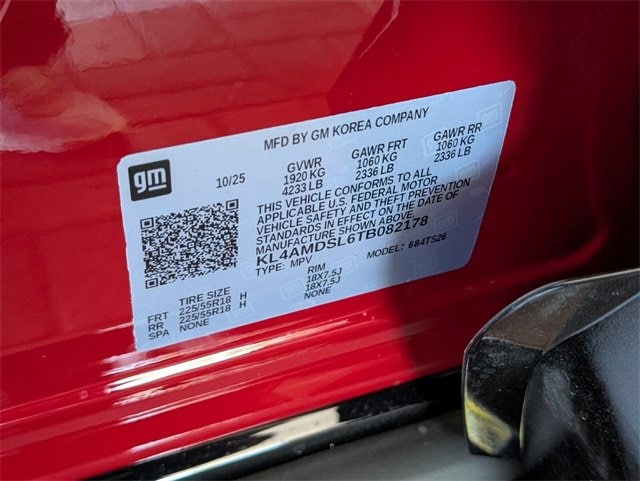 MFD BY GM KOREA COMPANY
gm
10/25
GVWR GAWR FRT GAWR RR
1920 KG 1060 KG 1060 KG
4233 LB 2336 LB 2336 LB
THIS VEHICLE CONFORMS TO ALL
APPLICABLE U.S. FEDERAL MOTOR
VEHICLE SAFETY AND THEFT PREVENTION
STANDARDS IN EFFECT ON THE DATE OF
MANUFACTURE SHOWN ABOVE.
KL4AMDSL6TB082178
TYPE: MPV MODEL: 684TS26
TIRE SIZE RIM
FRT 225/55R18 H 18X7.5J
RR 225/55R18 H 18X7.5J
SPA NONE NONE